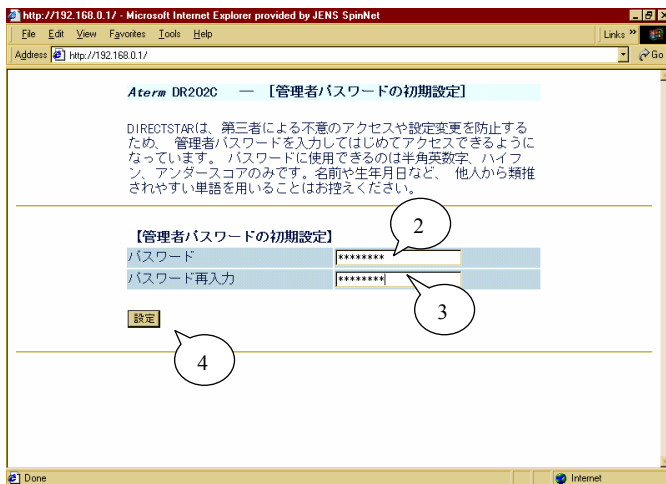 http://192.168.0.1/ - Microsoft Internet Explorer provided by JENS SpinNet
File Edit View Favorites Tools Help
Links »
Address http://192.168.0.1/
Go
Aterm DR202C — [管理者パスワードの初期設定]
DIRECTSTARは、第三者による不意のアクセスや設定変更を防止する
ため、 管理者パスワードを入力してはじめてアクセスできるように
なっています。 パスワードに使用できるのは半角英数字、ハイフ
ン、アンダースコアのみです。名前や生年月日など、 他人から類推
されやすい単語を用いることはお控えください。
2
【管理者パスワードの初期設定】
パスワード ********
パスワード再入力 ********
3
設定
4
Done
Internet